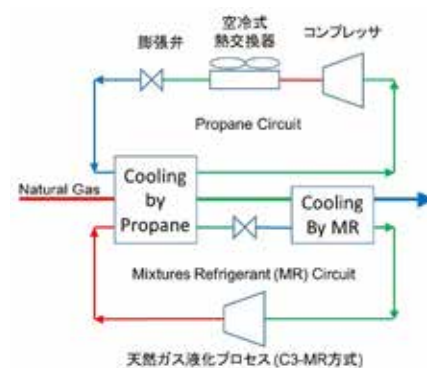 膨張弁
空冷式
熱交換器
コンプレッサ
Propane Circuit
Natural Gas
Cooling
by
Propane
Cooling
By MR
Mixtures Refrigerant (MR) Circuit
天然ガス液化プロセス(C3-MR方式)